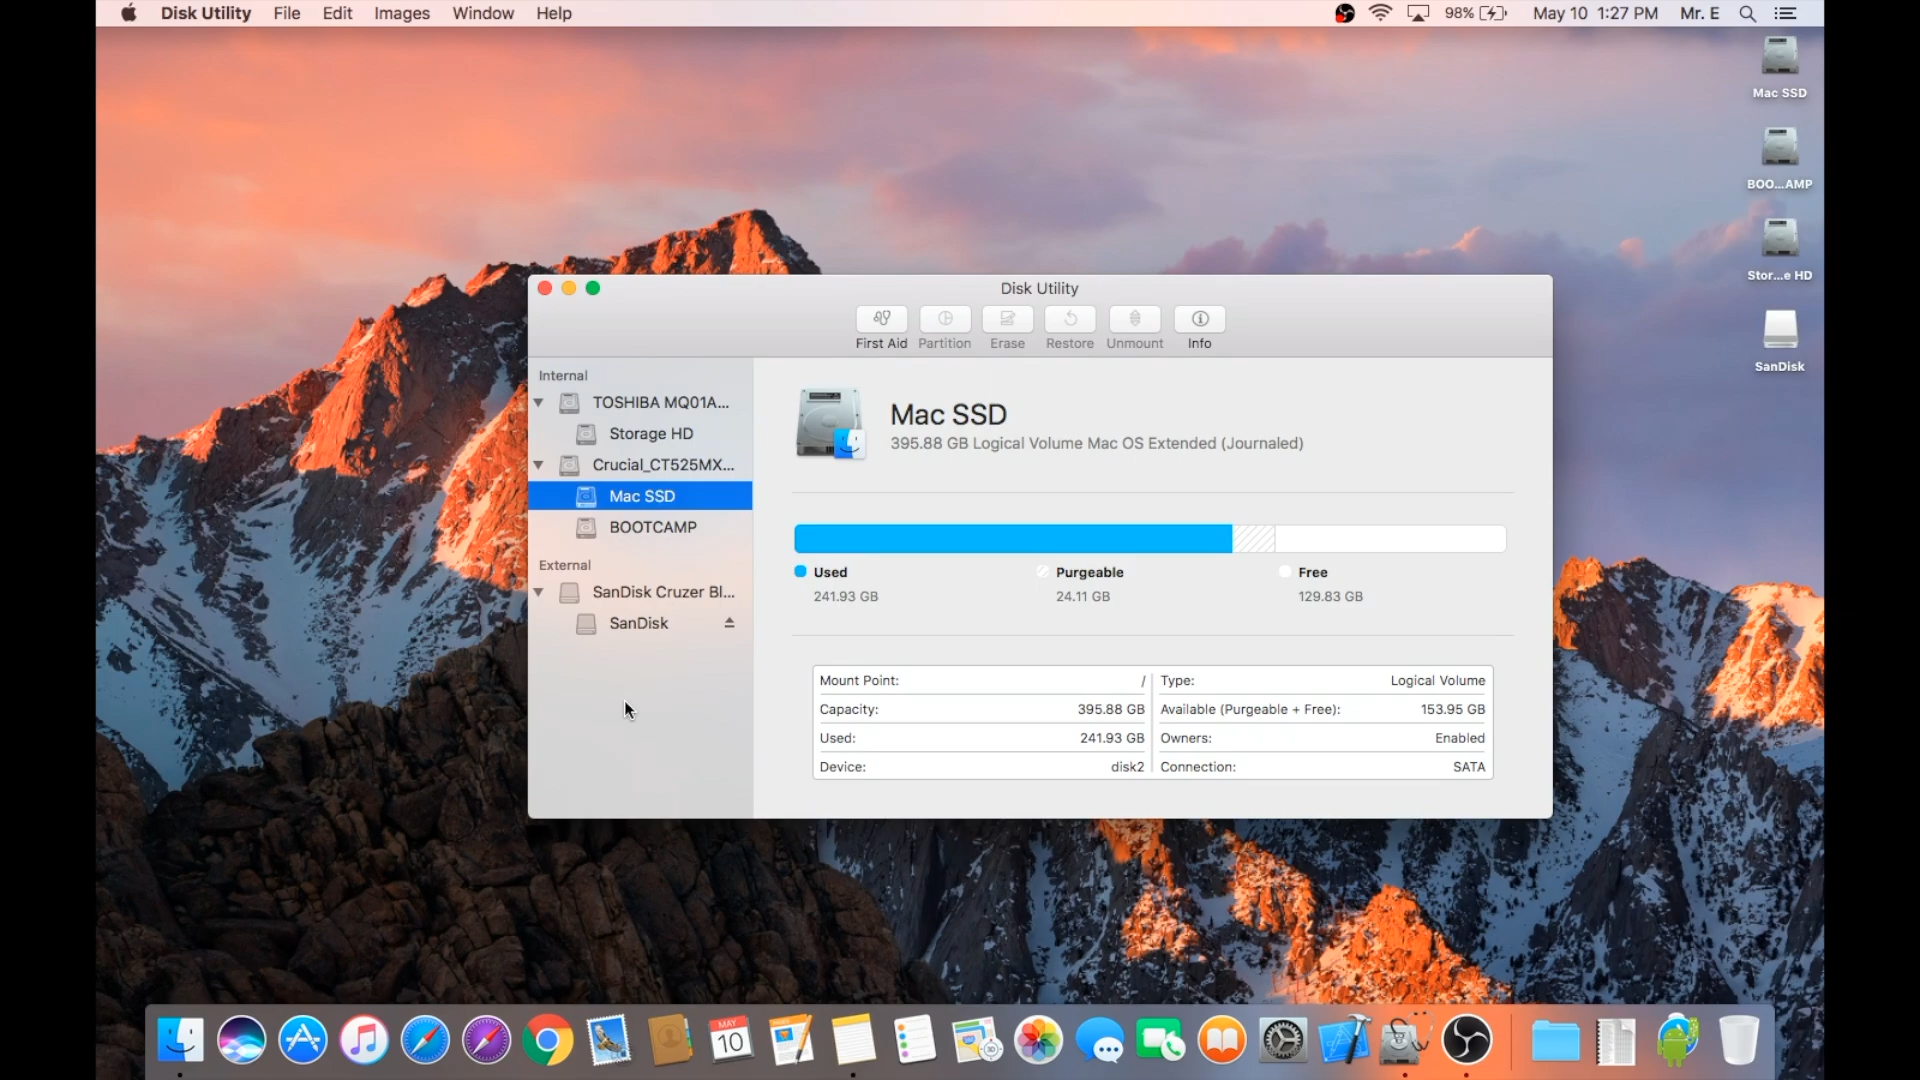 Disk Utility File Edit Images Window Help 98% May 10 1:27 PM Mr. E
Mac SSD
BOO...AMP
Stor...e HD
SanDisk
Disk Utility
First Aid Partition Erase Restore Unmount Info
Internal
TOSHIBA MQ01A...
Storage HD
Crucial_CT525MX...
Mac SSD
BOOTCAMP
External
SanDisk Cruzer Bl...
SanDisk
Mac SSD
395.88 GB Logical Volume Mac OS Extended (Journaled)
Used Purgeable Free
241.93 GB 24.11 GB 129.83 GB
Mount Point: / Type: Logical Volume
Capacity: 395.88 GB Available (Purgeable + Free): 153.95 GB
Used: 241.93 GB Owners: Enabled
Device: disk2 Connection: SATA
MAY
10